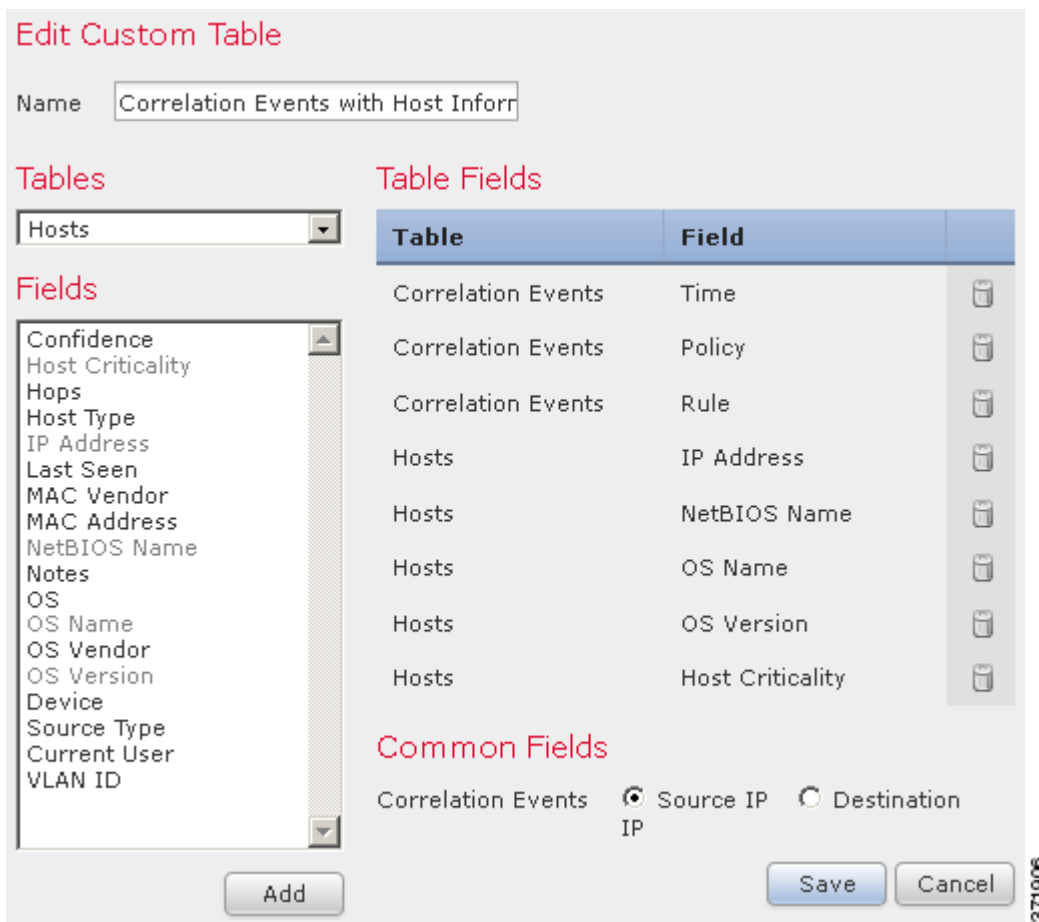 Edit Custom Table
Name Correlation Events with Host Inforr
Tables
Hosts
Fields
Confidence
Host Criticality
Hops
Host Type
IP Address
Last Seen
MAC Vendor
MAC Address
NetBIOS Name
Notes
OS
OS Name
OS Vendor
OS Version
Device
Source Type
Current User
VLAN ID
Add
Table Fields
Table Field
Correlation Events Time
Correlation Events Policy
Correlation Events Rule
Hosts IP Address
Hosts NetBIOS Name
Hosts OS Name
Hosts OS Version
Hosts Host Criticality
Common Fields
Correlation Events Source IP Destination
IP
Save Cancel
371906